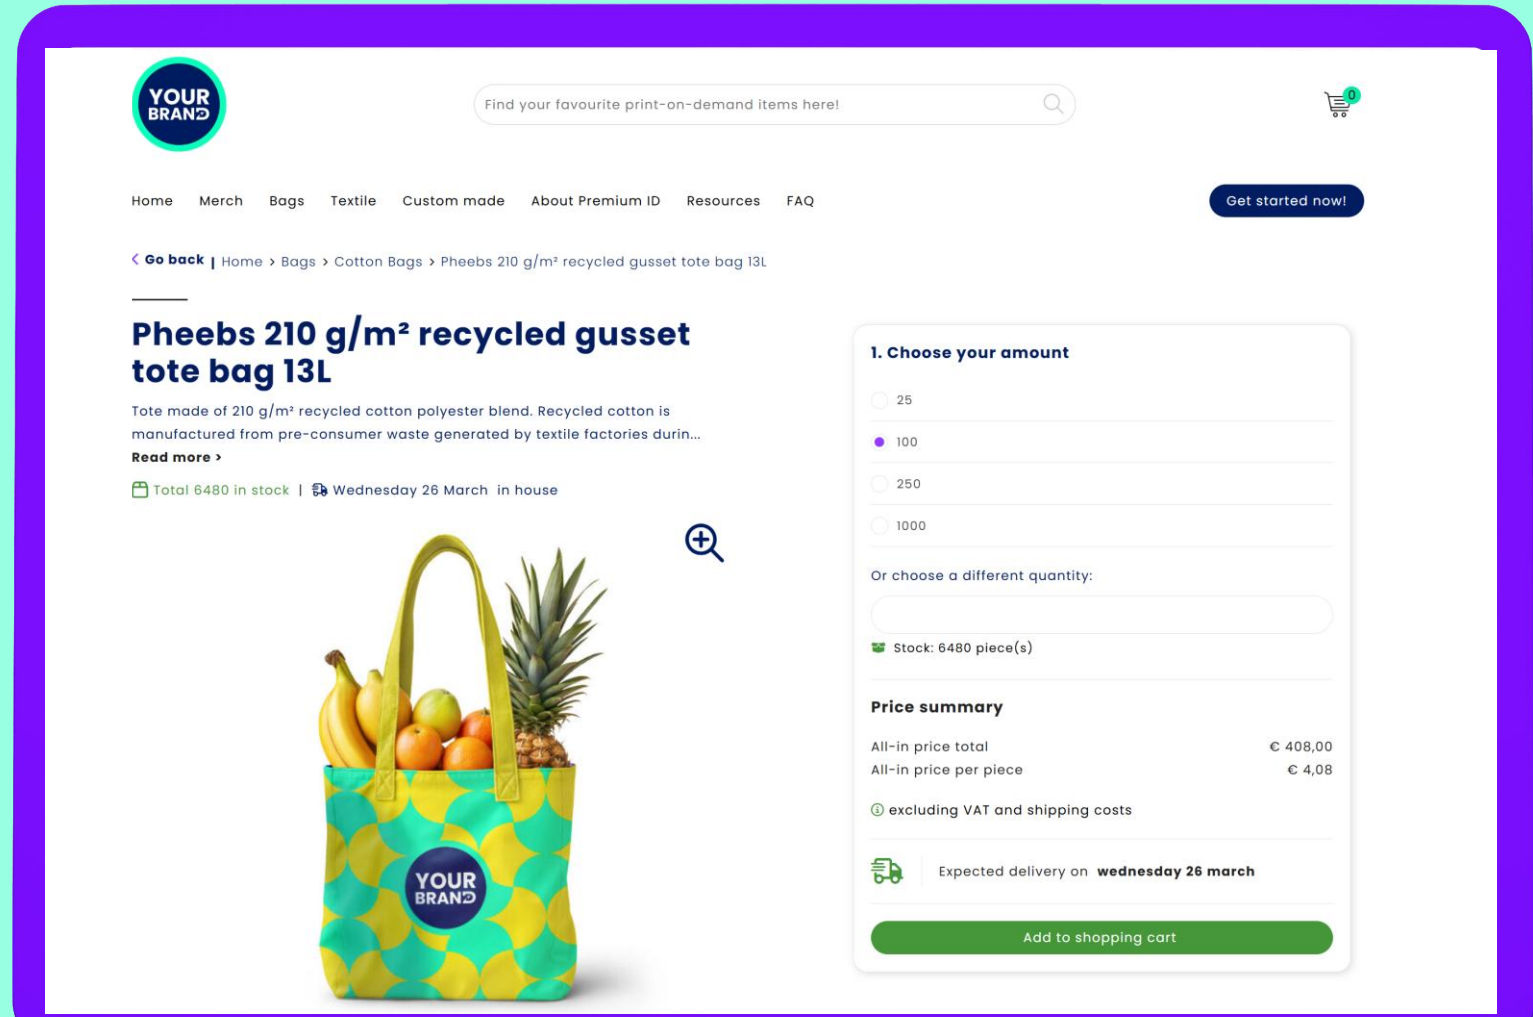 YOUR
BRAND
Find your favourite print-on-demand items here!
0
Home Merch Bags Textile Custom made About Premium ID Resources FAQ
Get started now!
Go back | Home > Bags > Cotton Bags > Pheebs 210 g/m² recycled gusset tote bag 13L
Pheebs 210 g/m² recycled gusset
tote bag 13L
Tote made of 210 g/m² recycled cotton polyester blend. Recycled cotton is
manufactured from pre-consumer waste generated by textile factories durin...
Read more >
Total 6480 in stock | Wednesday 26 March in house
YOUR
BRAND
1. Choose your amount
25
100
250
1000
Or choose a different quantity:
Stock: 6480 piece(s)
Price summary
All-in price total € 408,00
All-in price per piece € 4,08
excluding VAT and shipping costs
Expected delivery on wednesday 26 march
Add to shopping cart